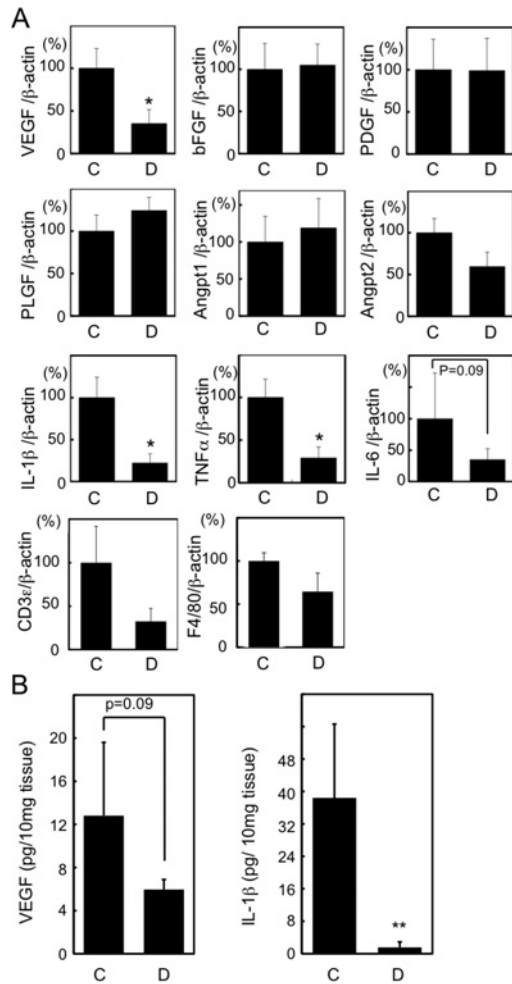 A
(%)
VEGF /β-actin
100
50
0
*
C D
(%)
bFGF /β-actin
100
50
0
C D
(%)
PDGF /β-actin
100
50
0
C D
(%)
PLGF /β-actin
100
50
0
C D
(%)
Angpt1 /β-actin
100
50
0
C D
(%)
Angpt2 /β-actin
100
50
0
C D
(%)
IL-1β /β-actin
100
50
0
*
C D
(%)
TNFα /β-actin
100
50
0
*
C D
(%)
IL-6 /β-actin
100
50
0
P=0.09
C D
(%)
CD3ε/β-actin
100
50
0
C D
(%)
F4/80/β-actin
100
50
0
C D
B
VEGF (pg/10mg tissue)
20
16
12
8
4
0
p=0.09
C D
IL-1β (pg/ 10mg tissue)
48
40
32
24
16
8
0
**
C D